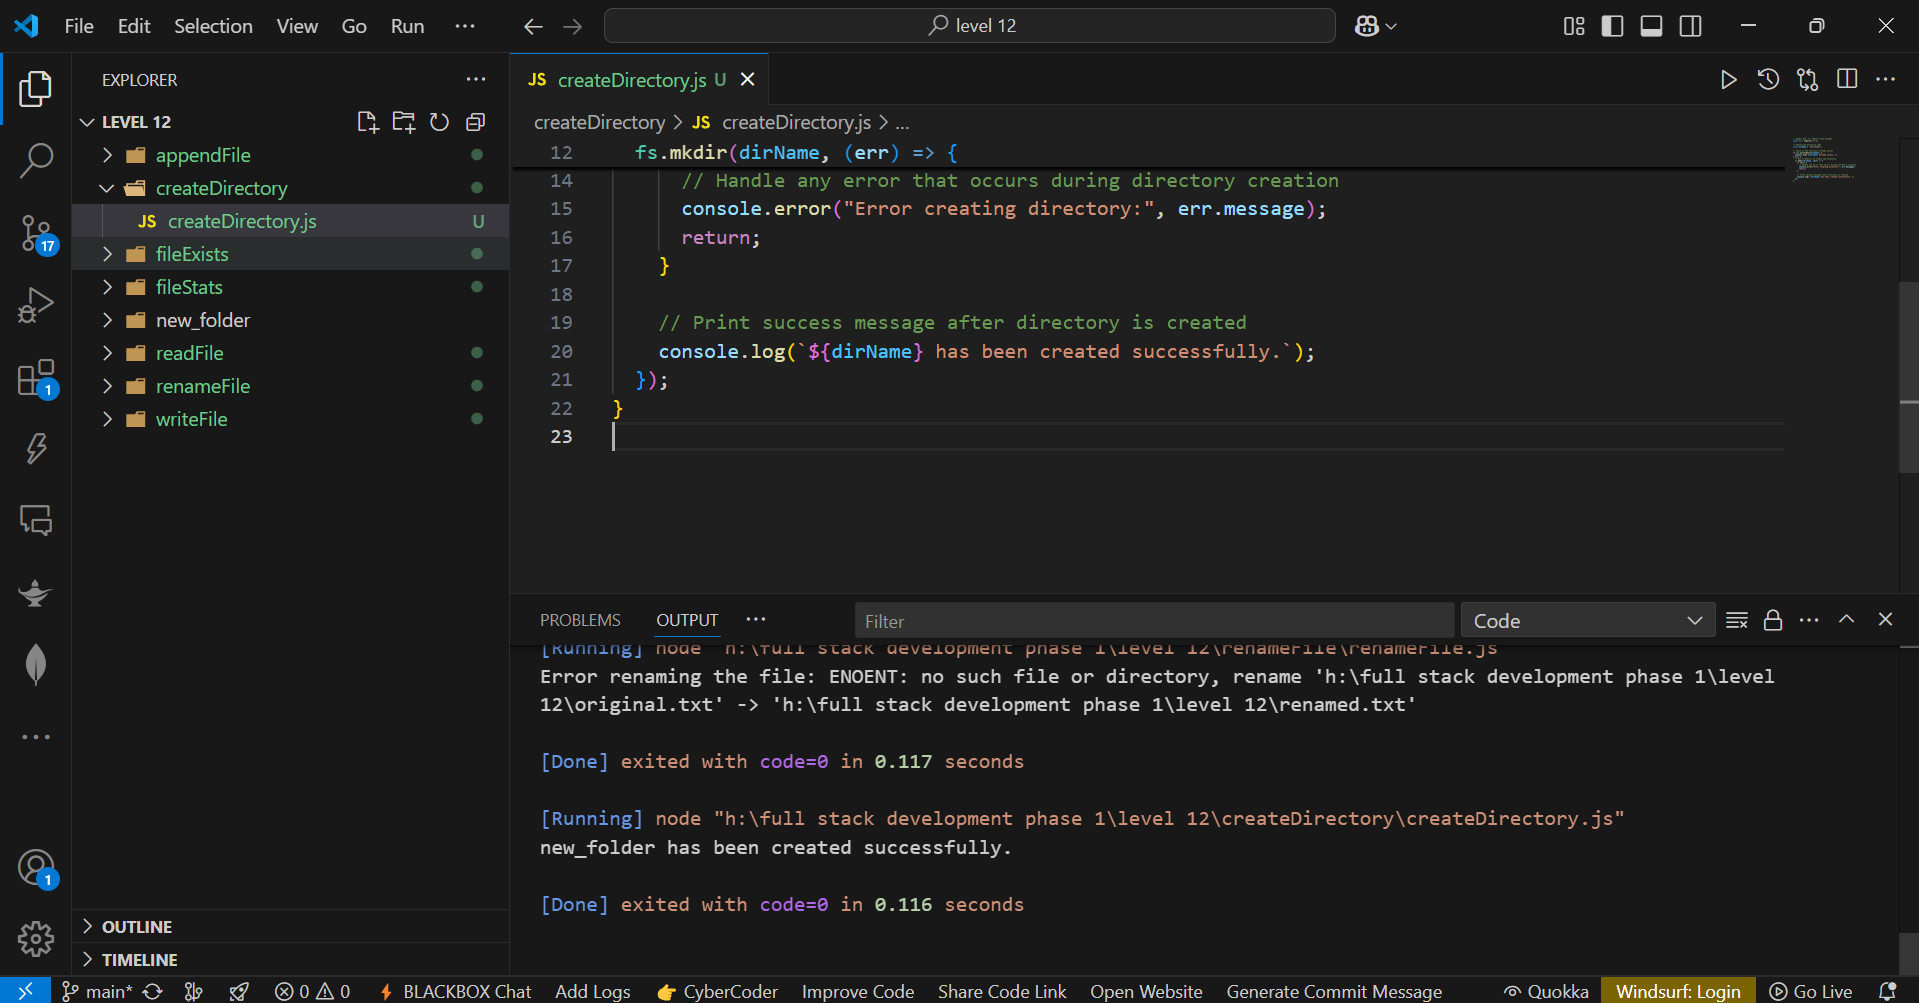 File Edit Selection View Go Run ··· level 12
EXPLORER ···
LEVEL 12
appendFile
createDirectory
JS createDirectory.js U
fileExists
fileStats
new_folder
readFile
renameFile
writeFile
OUTLINE
TIMELINE
17
1
1
JS createDirectory.js U
createDirectory > JS createDirectory.js > ...
12 fs.mkdir(dirName, (err) => {
14 // Handle any error that occurs during directory creation
15 console.error("Error creating directory:", err.message);
16 return;
17 }
18
19 // Print success message after directory is created
20 console.log(`${dirName} has been created successfully.`);
21 });
22 }
23
PROBLEMS OUTPUT ··· Filter Code
[Running] node "h:\full stack development phase 1\level 12\renameFile\renameFile.js"
Error renaming the file: ENOENT: no such file or directory, rename 'h:\full stack development phase 1\level
12\original.txt' -> 'h:\full stack development phase 1\level 12\renamed.txt'
[Done] exited with code=0 in 0.117 seconds
[Running] node "h:\full stack development phase 1\level 12\createDirectory\createDirectory.js"
new_folder has been created successfully.
[Done] exited with code=0 in 0.116 seconds
main* 0 0 BLACKBOX Chat Add Logs 👉 CyberCoder Improve Code Share Code Link Open Website Generate Commit Message Quokka Windsurf: Login Go Live